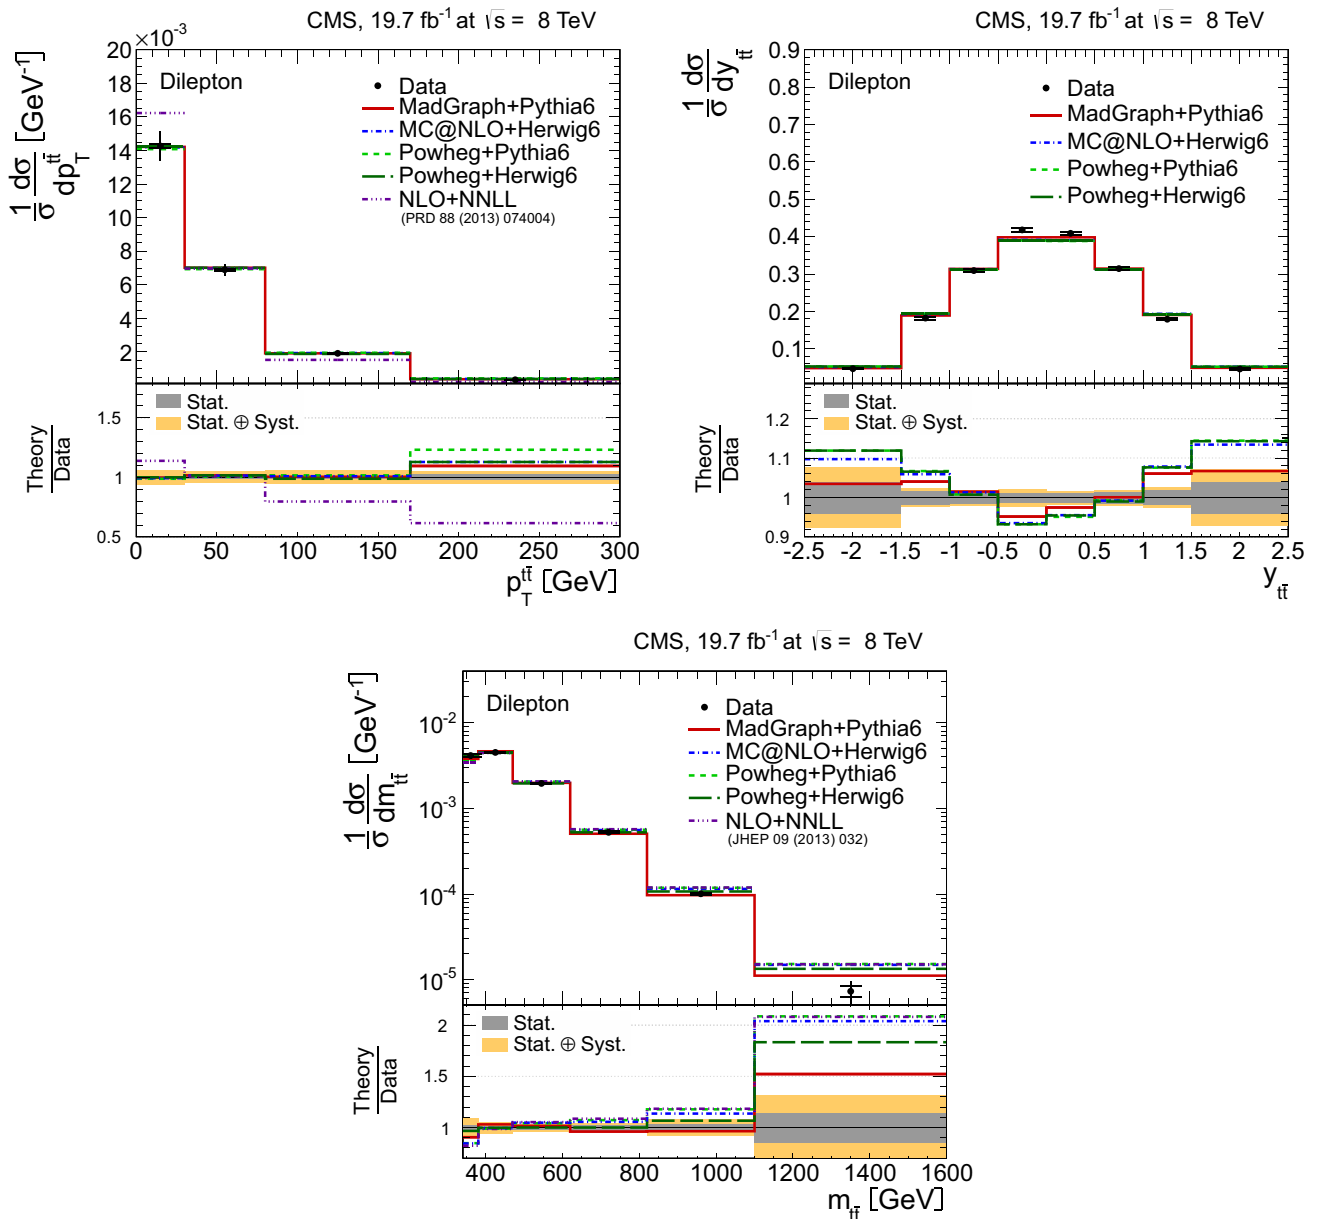 CMS, 19.7 fb⁻¹ at √s = 8 TeV
20 ×10⁻³
18
16
14
12
10
8
6
4
2
1/σ dσ/dp_T^tt̄ [GeV⁻¹]
Dilepton
Data
MadGraph+Pythia6
MC@NLO+Herwig6
Powheg+Pythia6
Powheg+Herwig6
NLO+NNLL
(PRD 88 (2013) 074004)
Theory/Data
1.5
1
0.5
Stat.
Stat. ⊕ Syst.
0 50 100 150 200 250 300
p_T^tt̄ [GeV]
CMS, 19.7 fb⁻¹ at √s = 8 TeV
0.9
0.8
0.7
0.6
0.5
0.4
0.3
0.2
0.1
1/σ dσ/dy_tt̄
Dilepton
Data
MadGraph+Pythia6
MC@NLO+Herwig6
Powheg+Pythia6
Powheg+Herwig6
Theory/Data
1.2
1.1
1
0.9
Stat.
Stat. ⊕ Syst.
-2.5 -2 -1.5 -1 -0.5 0 0.5 1 1.5 2 2.5
y_tt̄
CMS, 19.7 fb⁻¹ at √s = 8 TeV
10⁻²
10⁻³
10⁻⁴
10⁻⁵
1/σ dσ/dm_tt̄ [GeV⁻¹]
Dilepton
Data
MadGraph+Pythia6
MC@NLO+Herwig6
Powheg+Pythia6
Powheg+Herwig6
NLO+NNLL
(JHEP 09 (2013) 032)
Theory/Data
2
1.5
1
Stat.
Stat. ⊕ Syst.
400 600 800 1000 1200 1400 1600
m_tt̄ [GeV]